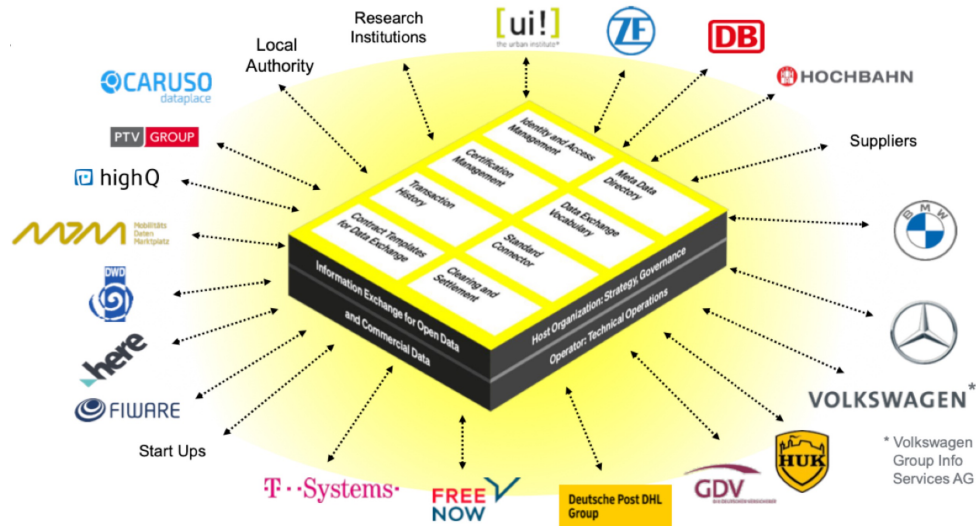 Research
Institutions
[ui!]
the urban institute®
ZF
DB
HOCHBAHN
Local
Authority
CARUSO
dataplace
PTV GROUP
highQ
Mobilitäts
Daten
Marktplatz
DWD
here
FIWARE
Start Ups
Suppliers
BMW
VOLKSWAGEN*
* Volkswagen
Group Info
Services AG
HUK
GDV
Deutsche Post DHL
Group
FREE
NOW
T··Systems·
Identity and Access
Management
Meta Data
Directory
Certification
Management
Data Exchange
Vocabulary
Transaction
History
Standard
Connector
Contract Templates
for Data Exchange
Clearing and
Settlement
Information Exchange for Open Data
and Commercial Data
Host Organization: Strategy, Governance
Operator: Technical Operations